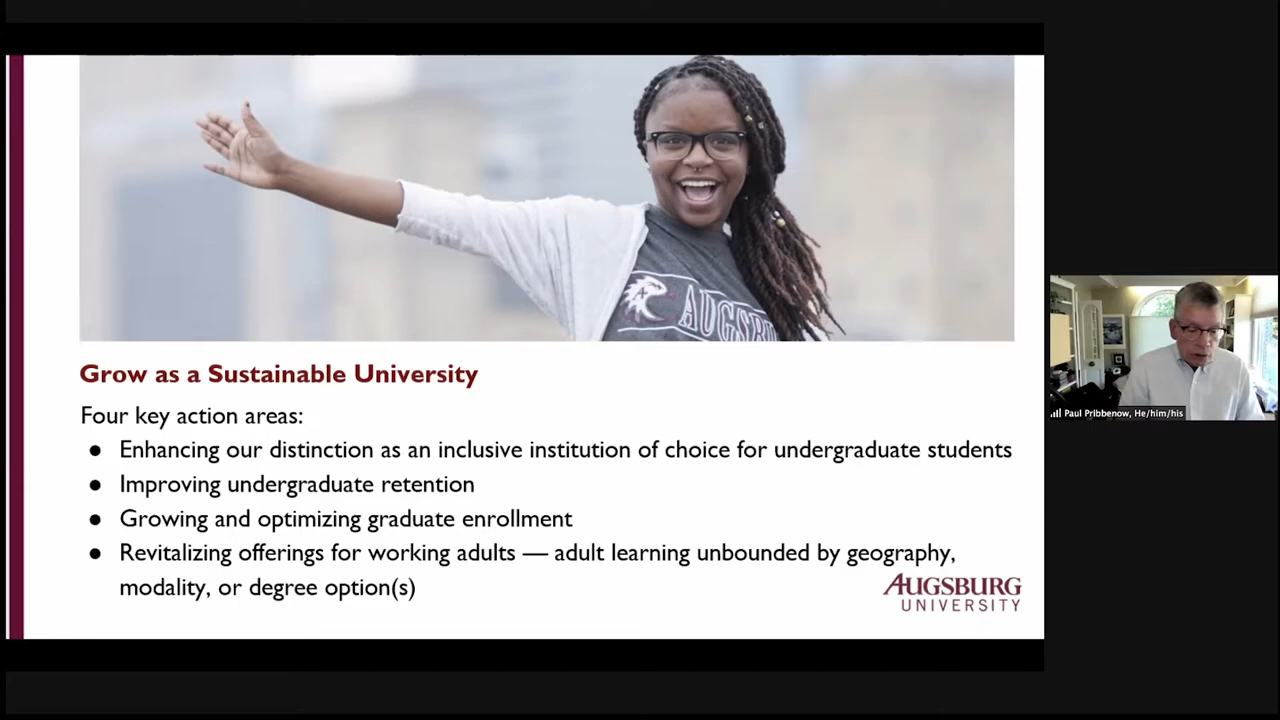 AUGSBU
Grow as a Sustainable University
Four key action areas:
● Enhancing our distinction as an inclusive institution of choice for undergraduate students
● Improving undergraduate retention
● Growing and optimizing graduate enrollment
● Revitalizing offerings for working adults — adult learning unbounded by geography,
modality, or degree option(s)
AUGSBURG
UNIVERSITY
Paul Pribbenow, He/him/his